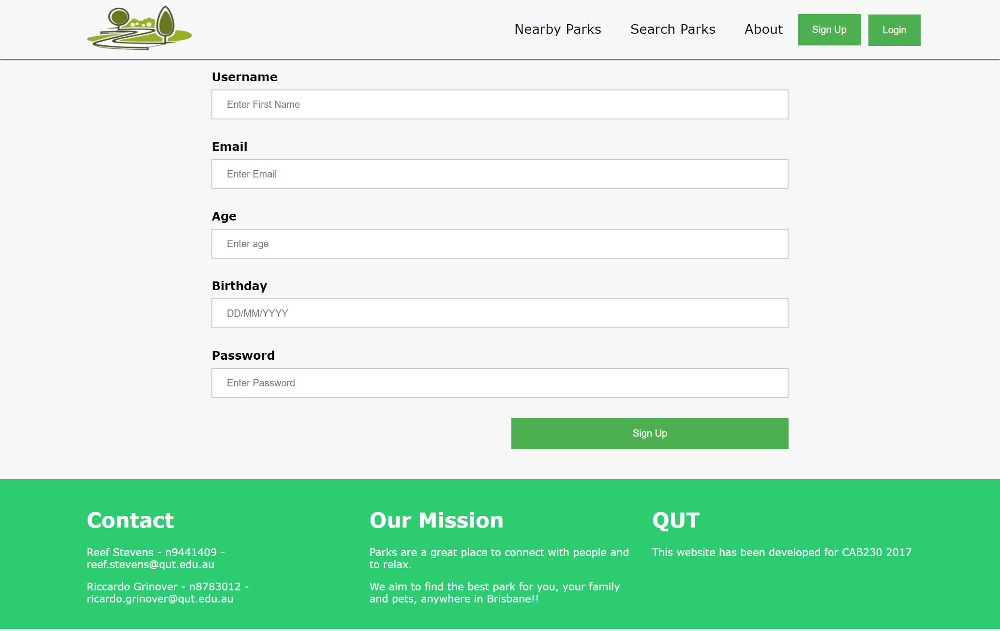 Nearby Parks
Search Parks
About
Sign Up
Login
Username
Enter First Name
Email
Enter Email
Age
Enter age
Birthday
DD/MM/YYYY
Password
Enter Password
Sign Up
Contact
Reef Stevens - n9441409 -
reef.stevens@qut.edu.au
Riccardo Grinover - n8783012 -
ricardo.grinover@qut.edu.au
Our Mission
Parks are a great place to connect with people and
to relax.
We aim to find the best park for you, your family
and pets, anywhere in Brisbane!!
QUT
This website has been developed for CAB230 2017